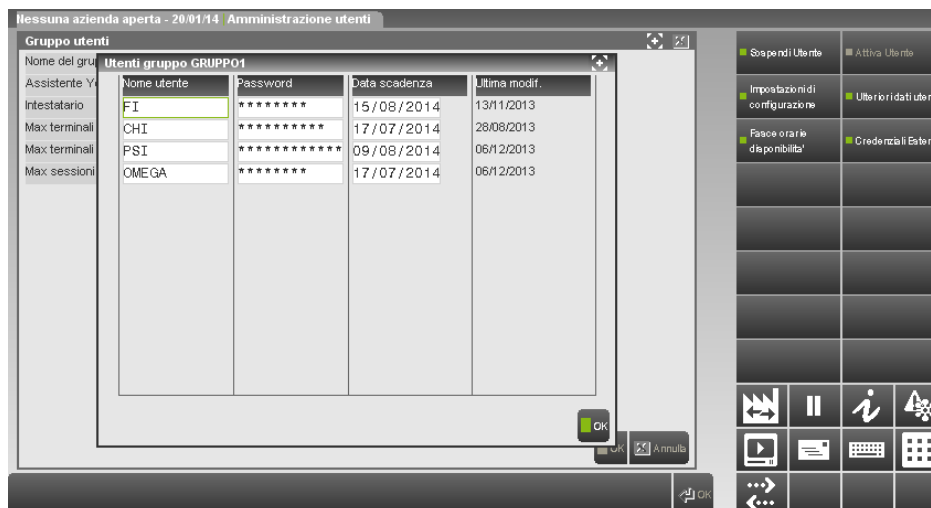 Nessuna azienda aperta - 20/01/14 Amministrazione utenti
Gruppo utenti
Nome del gru
Assistente Y
Intestatario
Max terminali
Max terminali
Max sessioni
Utenti gruppo GRUPPO1
Nome utente Password Data scadenza Ultima modif.
FI ******** 15/08/2014 13/11/2013
CHI ********** 17/07/2014 28/08/2013
PSI ************ 09/08/2014 06/12/2013
OMEGA ******** 17/07/2014 06/12/2013
OK
OK Annulla
OK
Sospendi Utente Attiva Utente
Impostazioni di configurazione Ulteriori dati uten
Fasce orarie disponibilita' Credenziali Ester